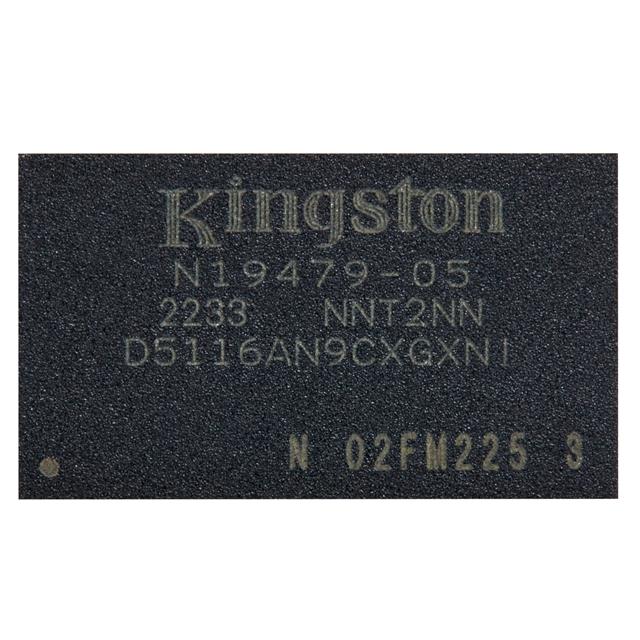 Kingston
N19479-05
2233 NNT2NN
D5116AN9CXGXNI
N 02FM225 3